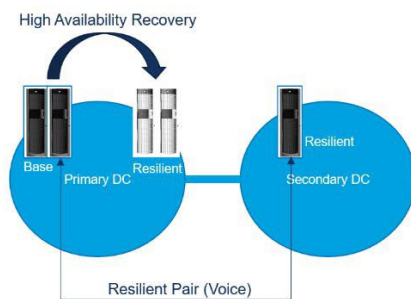 High Availability Recovery
Resilient
Base
Primary DC
Resilient
Secondary DC
Resilient Pair (Voice)